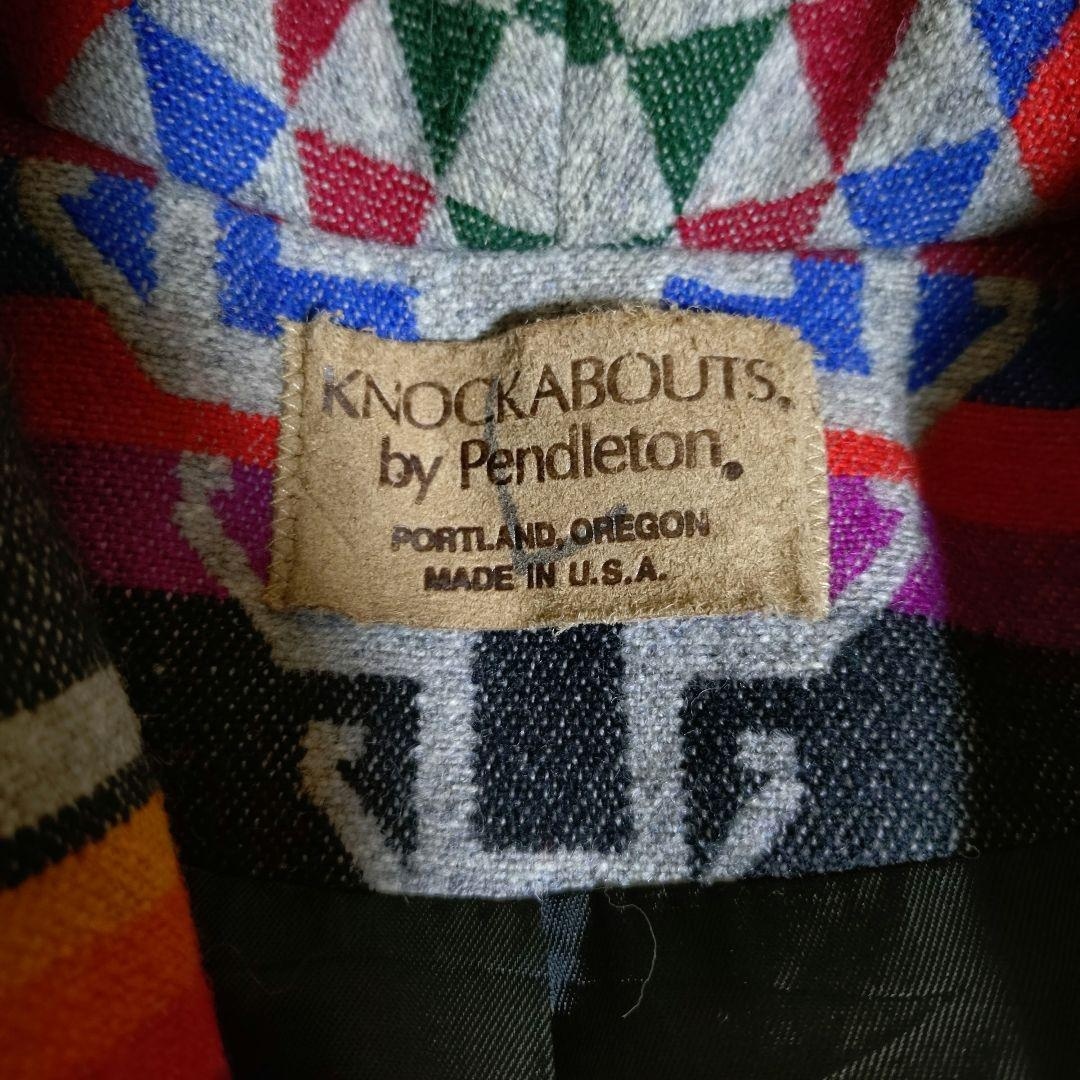 KNOCKABOUTS®
by Pendleton®
PORTLAND, OREGON
MADE IN U.S.A.
L